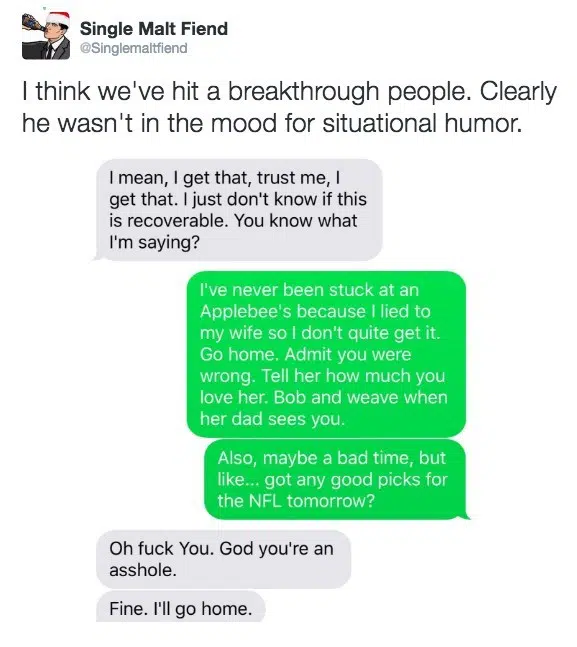 Single Malt Fiend
@Singlemaltfiend
I think we've hit a breakthrough people. Clearly
he wasn't in the mood for situational humor.
I mean, I get that, trust me, I
get that. I just don't know if this
is recoverable. You know what
I'm saying?
I've never been stuck at an
Applebee's because I lied to
my wife so I don't quite get it.
Go home. Admit you were
wrong. Tell her how much you
love her. Bob and weave when
her dad sees you.
Also, maybe a bad time, but
like... got any good picks for
the NFL tomorrow?
Oh fuck You. God you're an
asshole.
Fine. I'll go home.